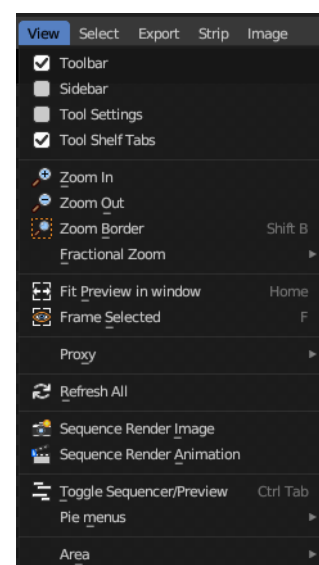 View Select Export Strip Image
Toolbar
Sidebar
Tool Settings
Tool Shelf Tabs
Zoom In
Zoom Out
Zoom Border Shift B
Fractional Zoom
Fit Preview in window Home
Frame Selected F
Proxy
Refresh All
Sequence Render Image
Sequence Render Animation
Toggle Sequencer/Preview Ctrl Tab
Pie menus
Area